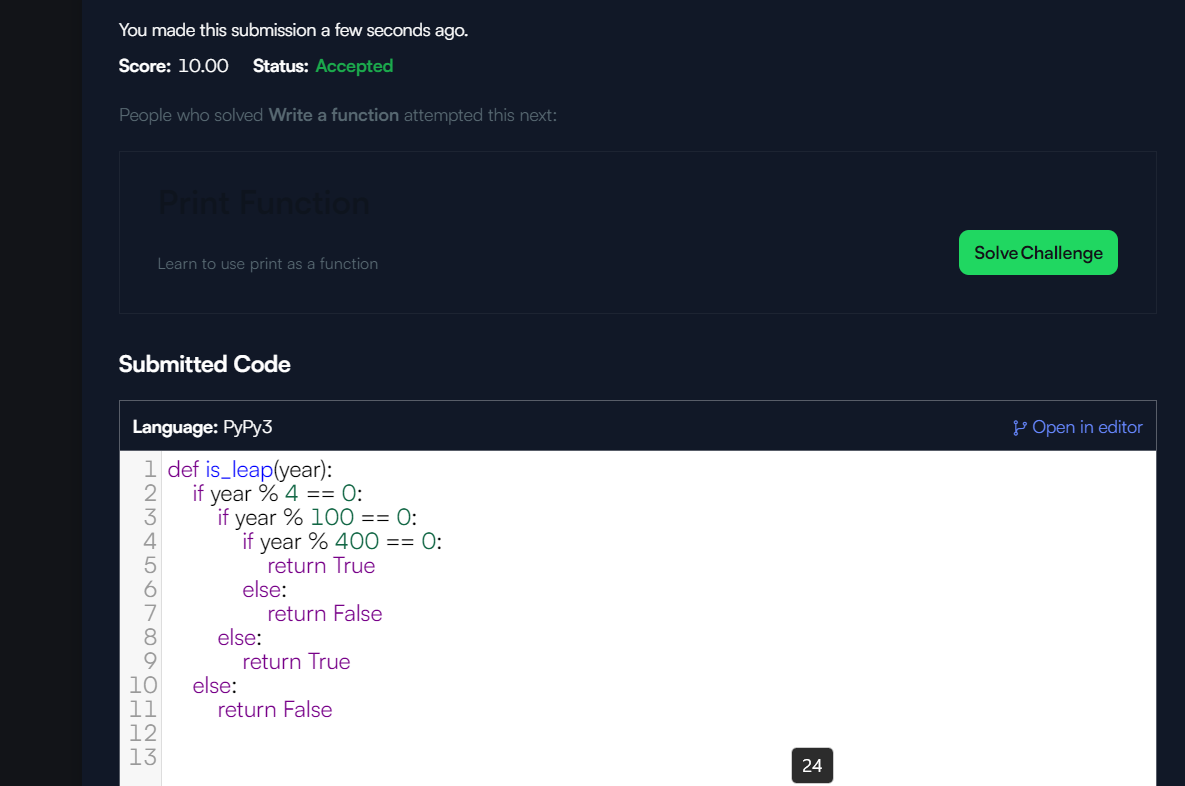 You made this submission a few seconds ago.
Score: 10.00 Status: Accepted
People who solved Write a function attempted this next:
Print Function
Learn to use print as a function
Solve Challenge
Submitted Code
Language: PyPy3
Open in editor
1 def is_leap(year):
2     if year % 4 == 0:
3         if year % 100 == 0:
4             if year % 400 == 0:
5                 return True
6             else:
7                 return False
8         else:
9             return True
10     else:
11         return False
12
13
24